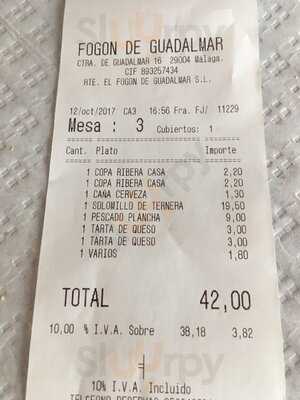 FOGON DE GUADALMAR
CTRA. DE GUADALMAR 16 29004 Málaga.
CIF B93257434
RTE. EL FOGON DE GUADALMAR S.L.
12/oct/2017 CA3 16:56 Fra. FJ/ 11229
Mesa : 3 Cubiertos: 1
Cant. Plato Importe
1 COPA RIBERA CASA 2,20
1 COPA RIBERA CASA 2,20
1 CAÑA CERVEZA 1,30
1 SOLOMILLO DE TERNERA 19,50
1 PESCADO PLANCHA 9,00
1 TARTA DE QUESO 3,00
1 TARTA DE QUESO 3,00
1 VARIOS 1,80
TOTAL 42,00
10,00 % I.V.A. Sobre 38,18 3,82
10% I.V.A. Incluido
TELEFONO RESERVAS